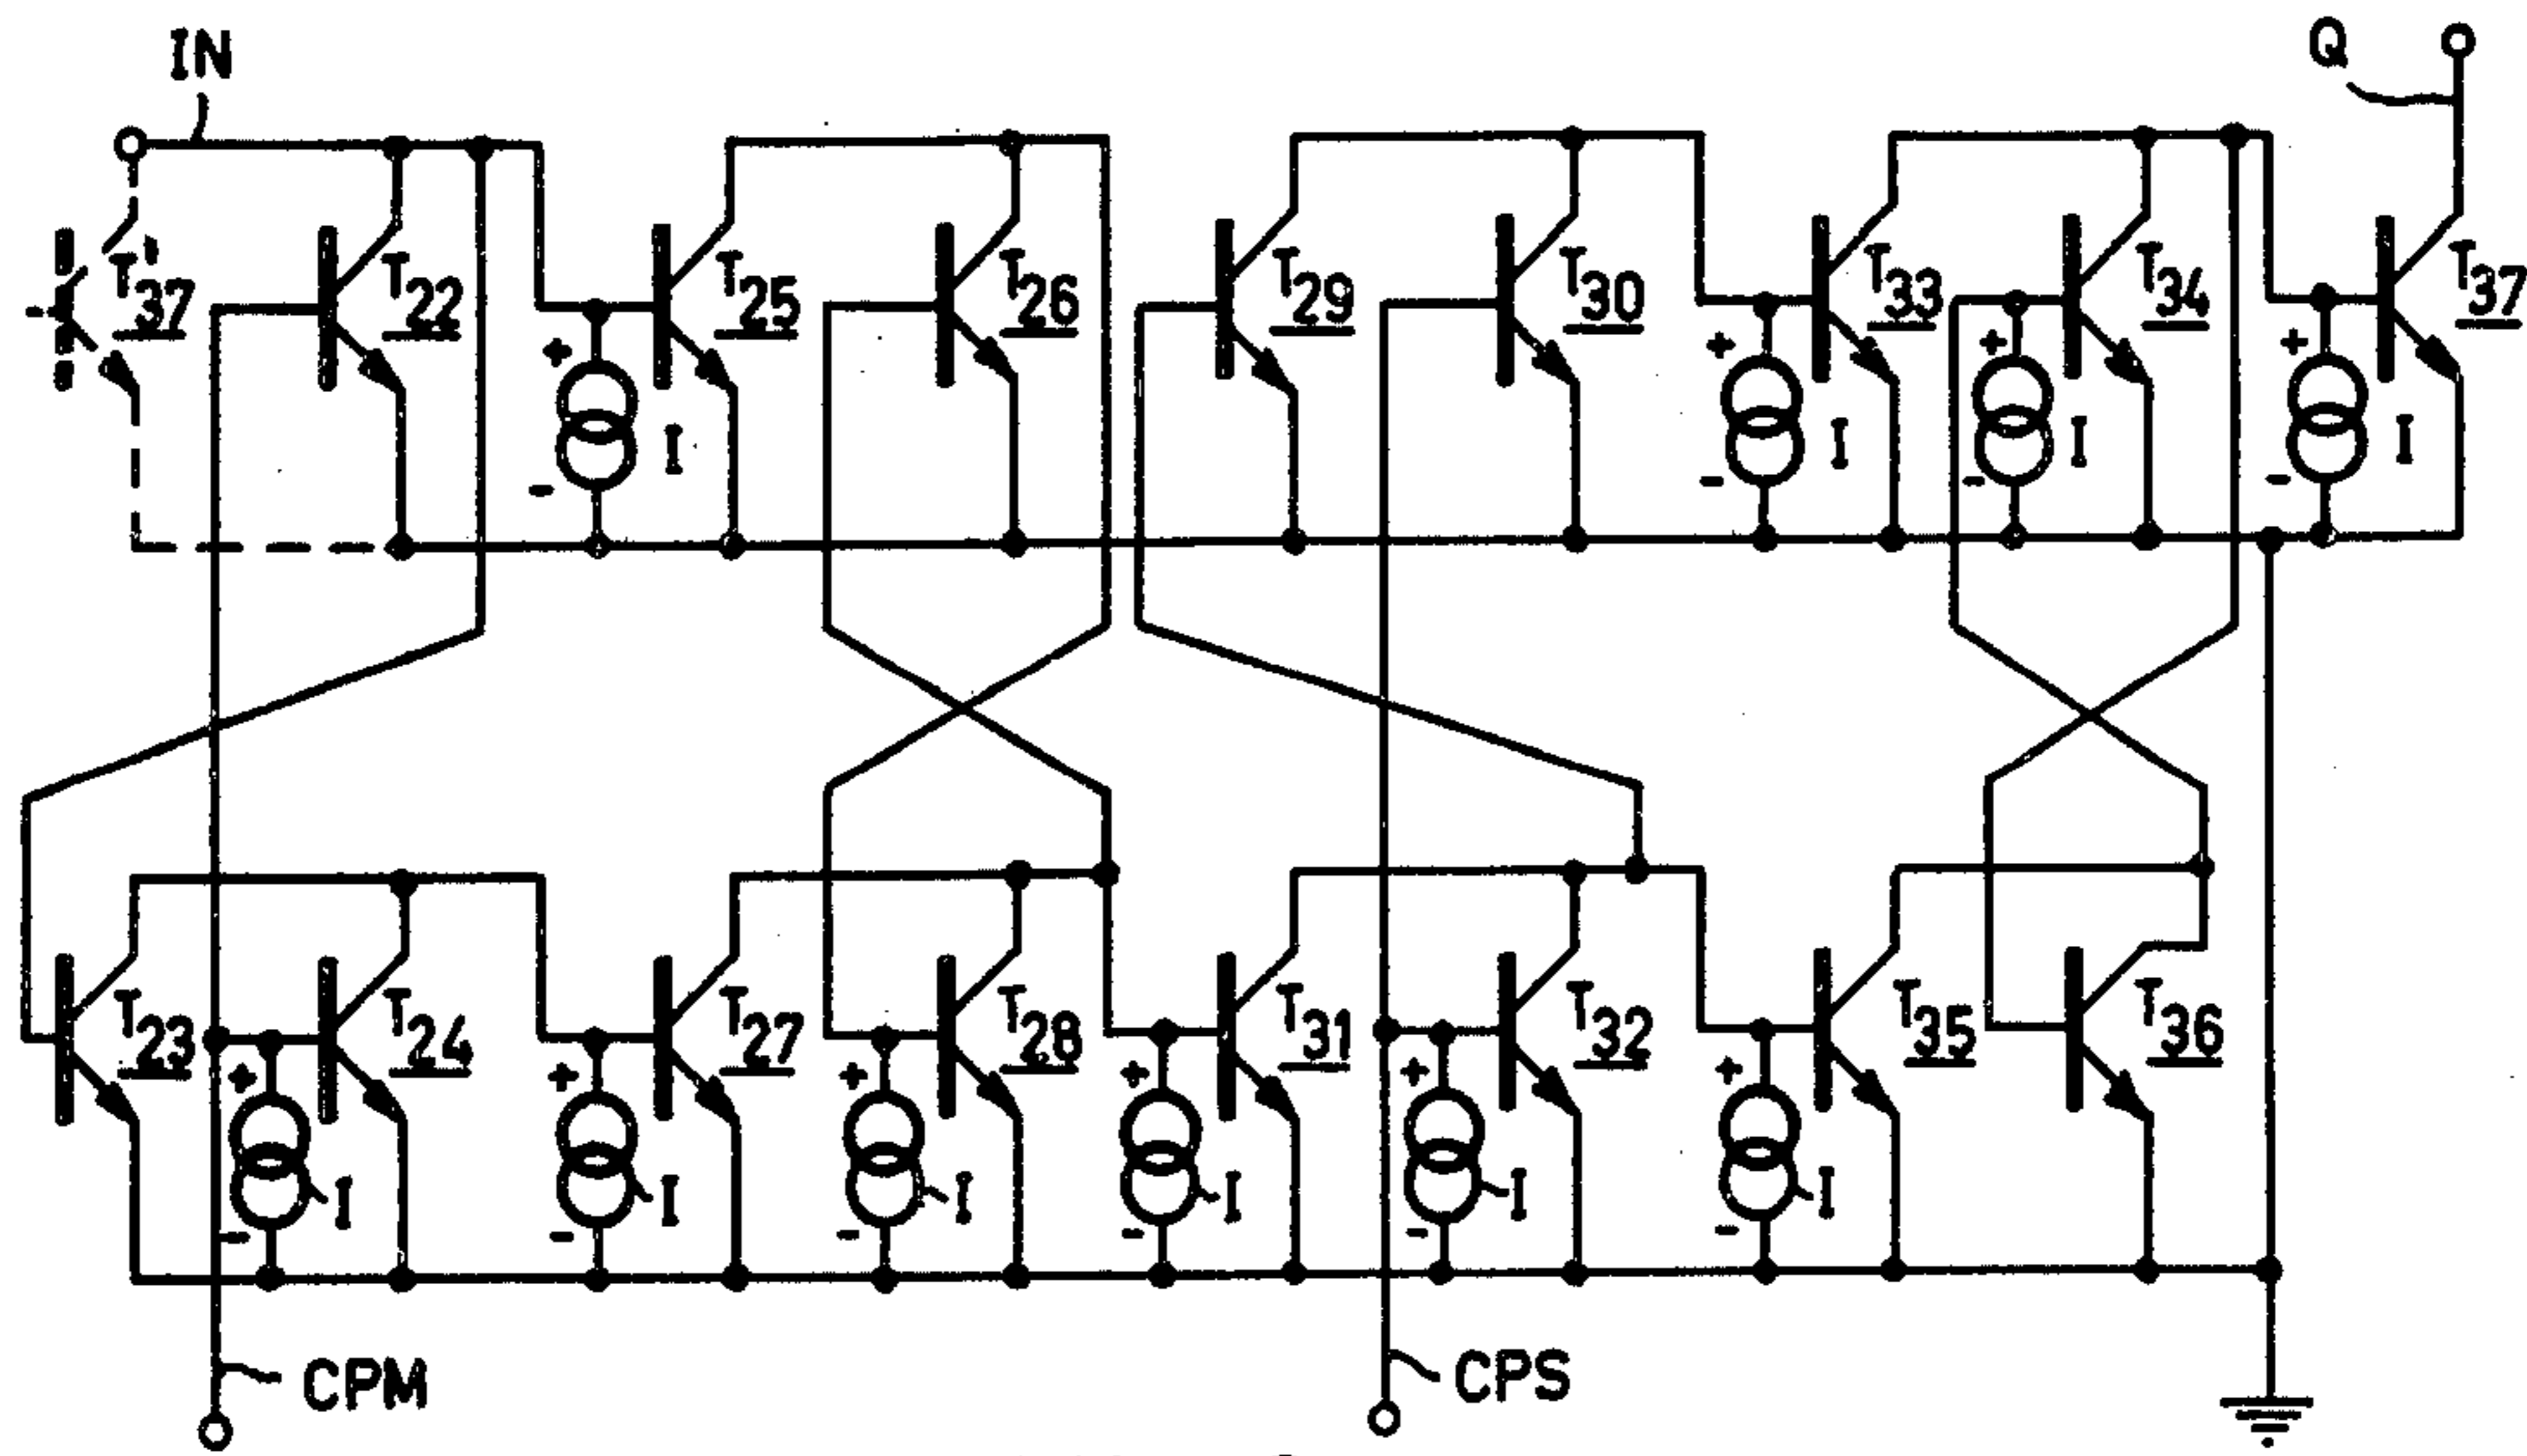 IN
Q
T'37 T22 T25 T26 T29 T30 T33 T34 T37
+ + + +
I I I I
- - - -
T23 T24 T27 T28 T31 T32 T35 T36
+ + + + + +
I I I I I I
- - - - - -
CPM CPS